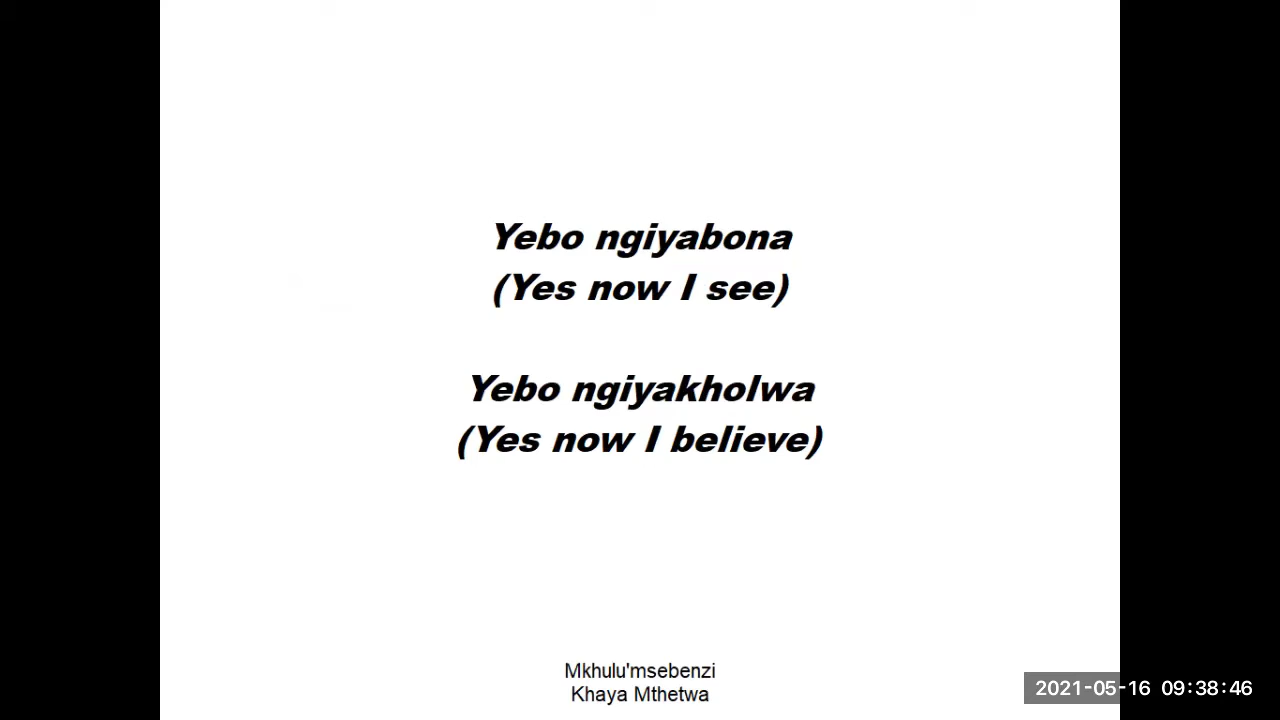 Yebo ngiyabona
(Yes now I see)
Yebo ngiyakholwa
(Yes now I believe)
Mkhulu'msebenzi
Khaya Mthetwa
2021-05-16 09:38:46